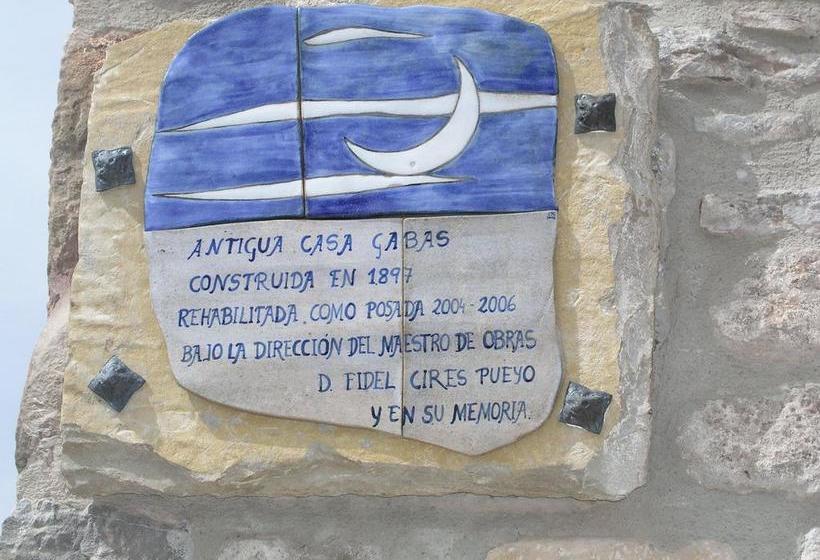 ANTIGUA CASA GABAS
CONSTRUIDA EN 1897
REHABILITADA COMO POSADA 2004-2006
BAJO LA DIRECCIÓN DEL MAESTRO DE OBRAS
D. FIDEL CIRES PUEYO
Y EN SU MEMORIA.